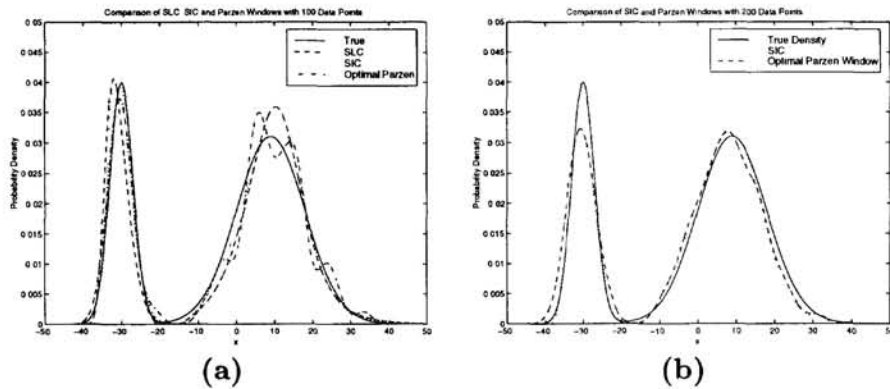 Comparison of SLC SIC and Parzen Windows with 100 Data Points
0.05
0.045
0.04
0.035
0.03
0.025
0.02
0.015
0.01
0.005
0
Probability Density
True
SLC
SIC
Optimal Parzen
-50 -40 -30 -20 -10 0 10 20 30 40 50
x
(a)
Comparison of SIC and Parzen Windows with 200 Data Points
0.05
0.045
0.04
0.035
0.03
0.025
0.02
0.015
0.01
0.005
0
Probability Density
True Density
SIC
Optimal Parzen Window
-50 -40 -30 -20 -10 0 10 20 30 40 50
x
(b)